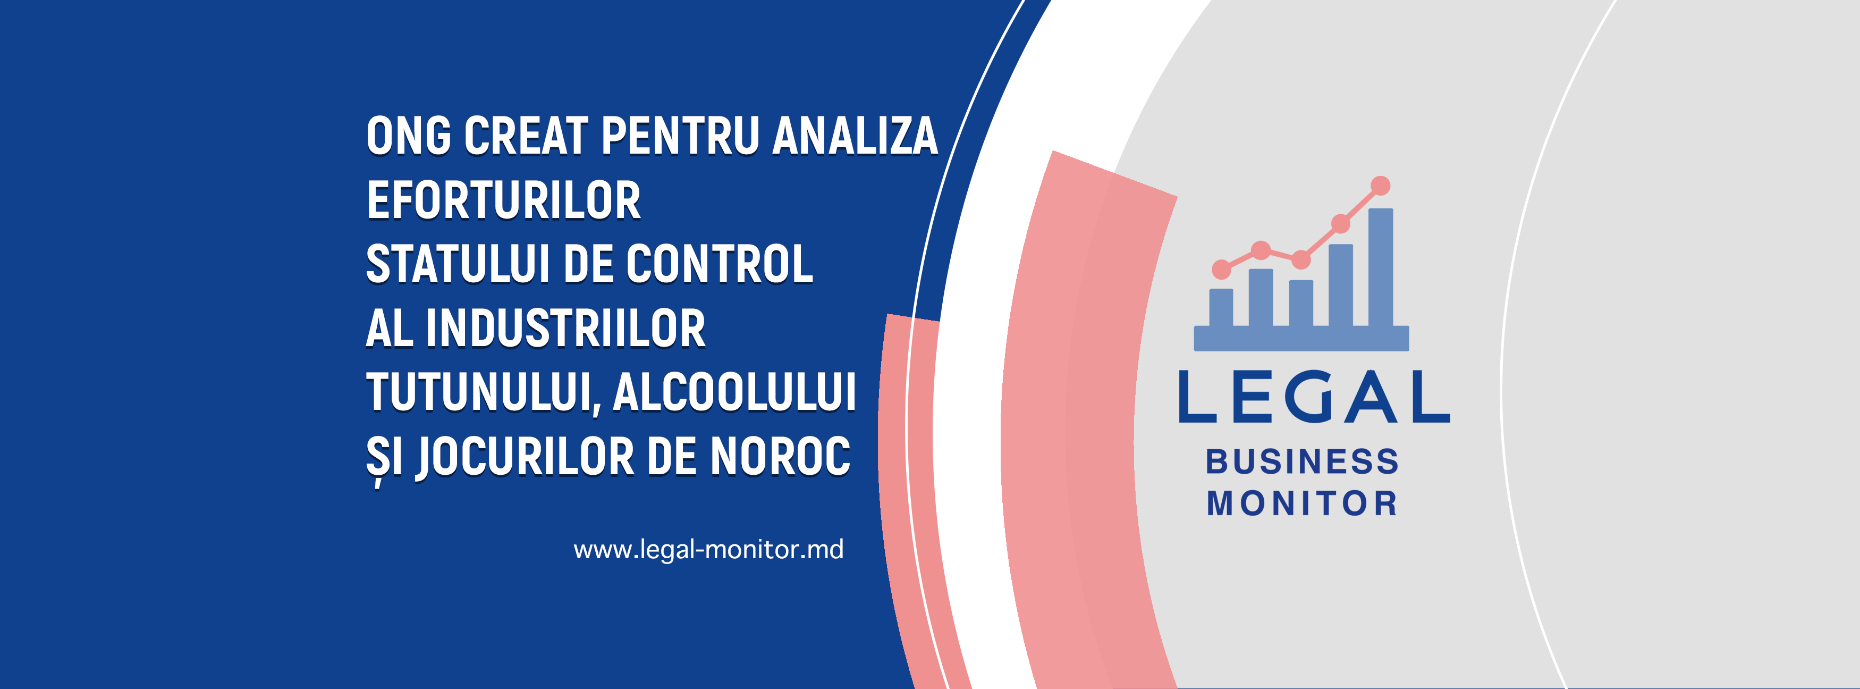 ONG CREAT PENTRU ANALIZA
EFORTURILOR
STATULUI DE CONTROL
AL INDUSTRIILOR
TUTUNULUI, ALCOOLULUI
ȘI JOCURILOR DE NOROC
www.legal-monitor.md
LEGAL
BUSINESS
MONITOR